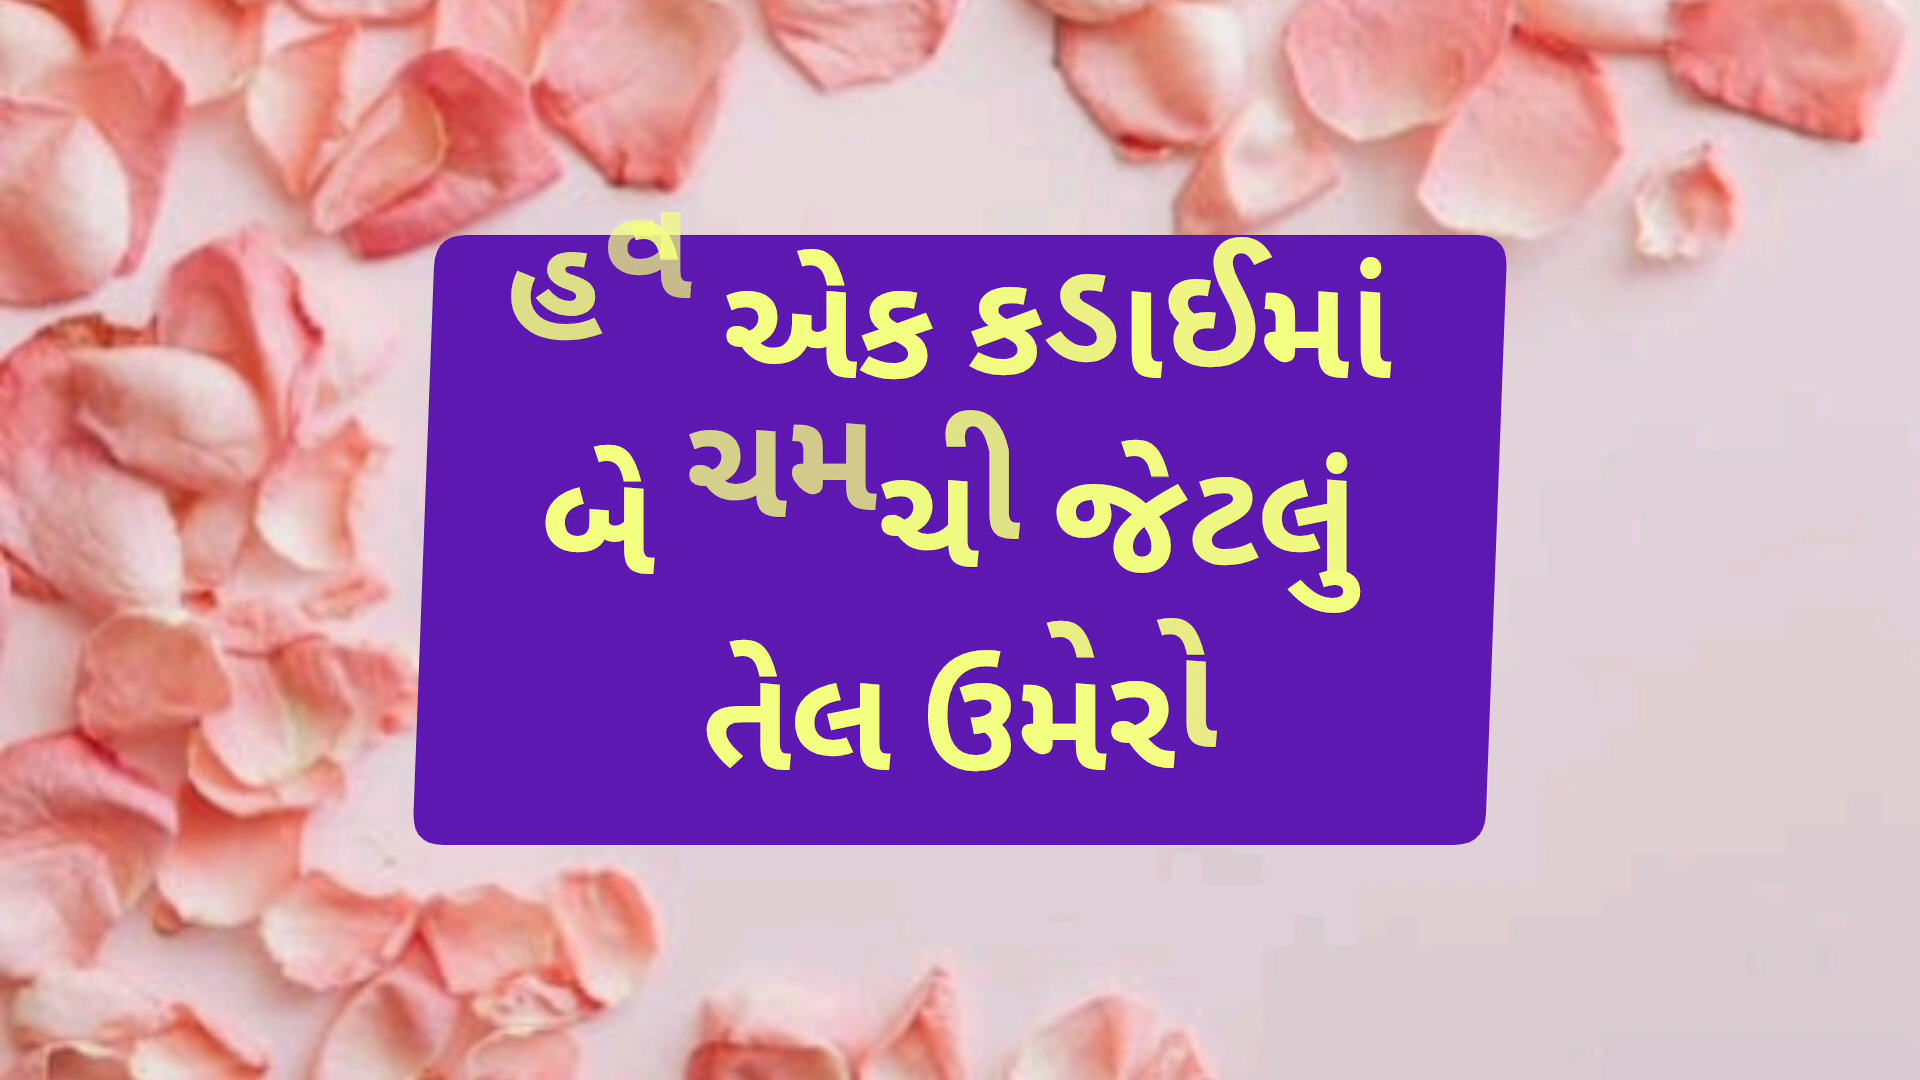 હવ એક કડાઈમાં
બે ચમચી જેટલું
તેલ ઉમેરો